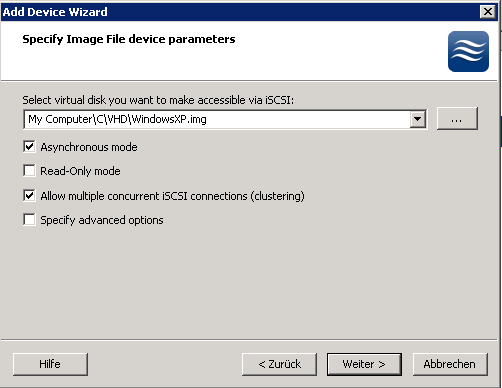 Add Device Wizard
Specify Image File device parameters
Select virtual disk you want to make accessible via iSCSI:
My Computer\C\VHD\WindowsXP.img
...
Asynchronous mode
Read-Only mode
Allow multiple concurrent iSCSI connections (clustering)
Specify advanced options
Hilfe
< Zurück
Weiter >
Abbrechen